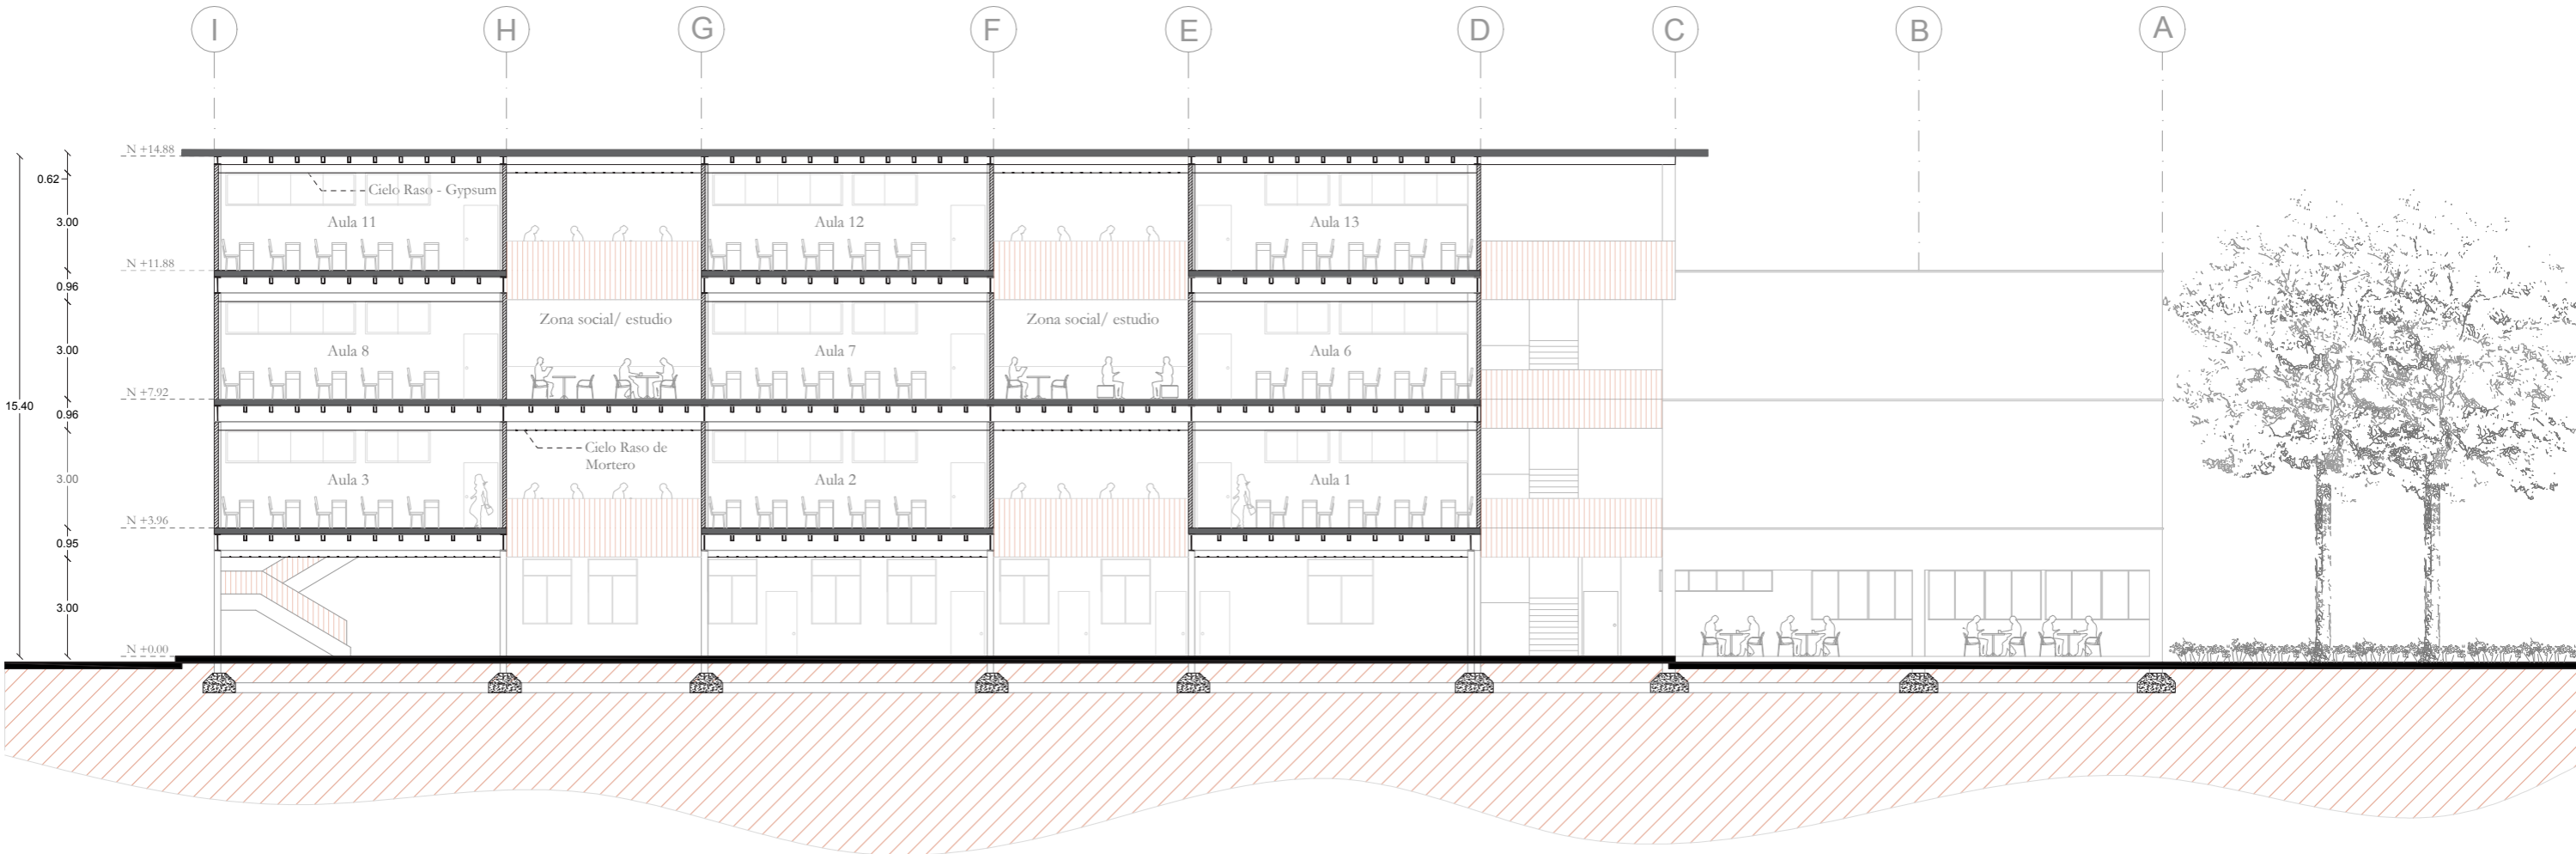 I H G F E D C B A
N +14.88
0.62
Cielo Raso - Gypsum
3.00
Aula 11 Aula 12 Aula 13
N +11.88
0.96
Zona social/ estudio Zona social/ estudio
3.00
Aula 8 Aula 7 Aula 6
N +7.92
15.40
0.96
Cielo Raso de
Mortero
3.00
Aula 3 Aula 2 Aula 1
N +3.96
0.95
3.00
N +0.00